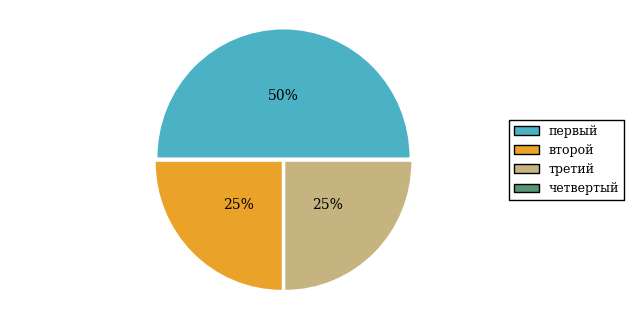 50%
25%
25%
первый
второй
третий
четвертый